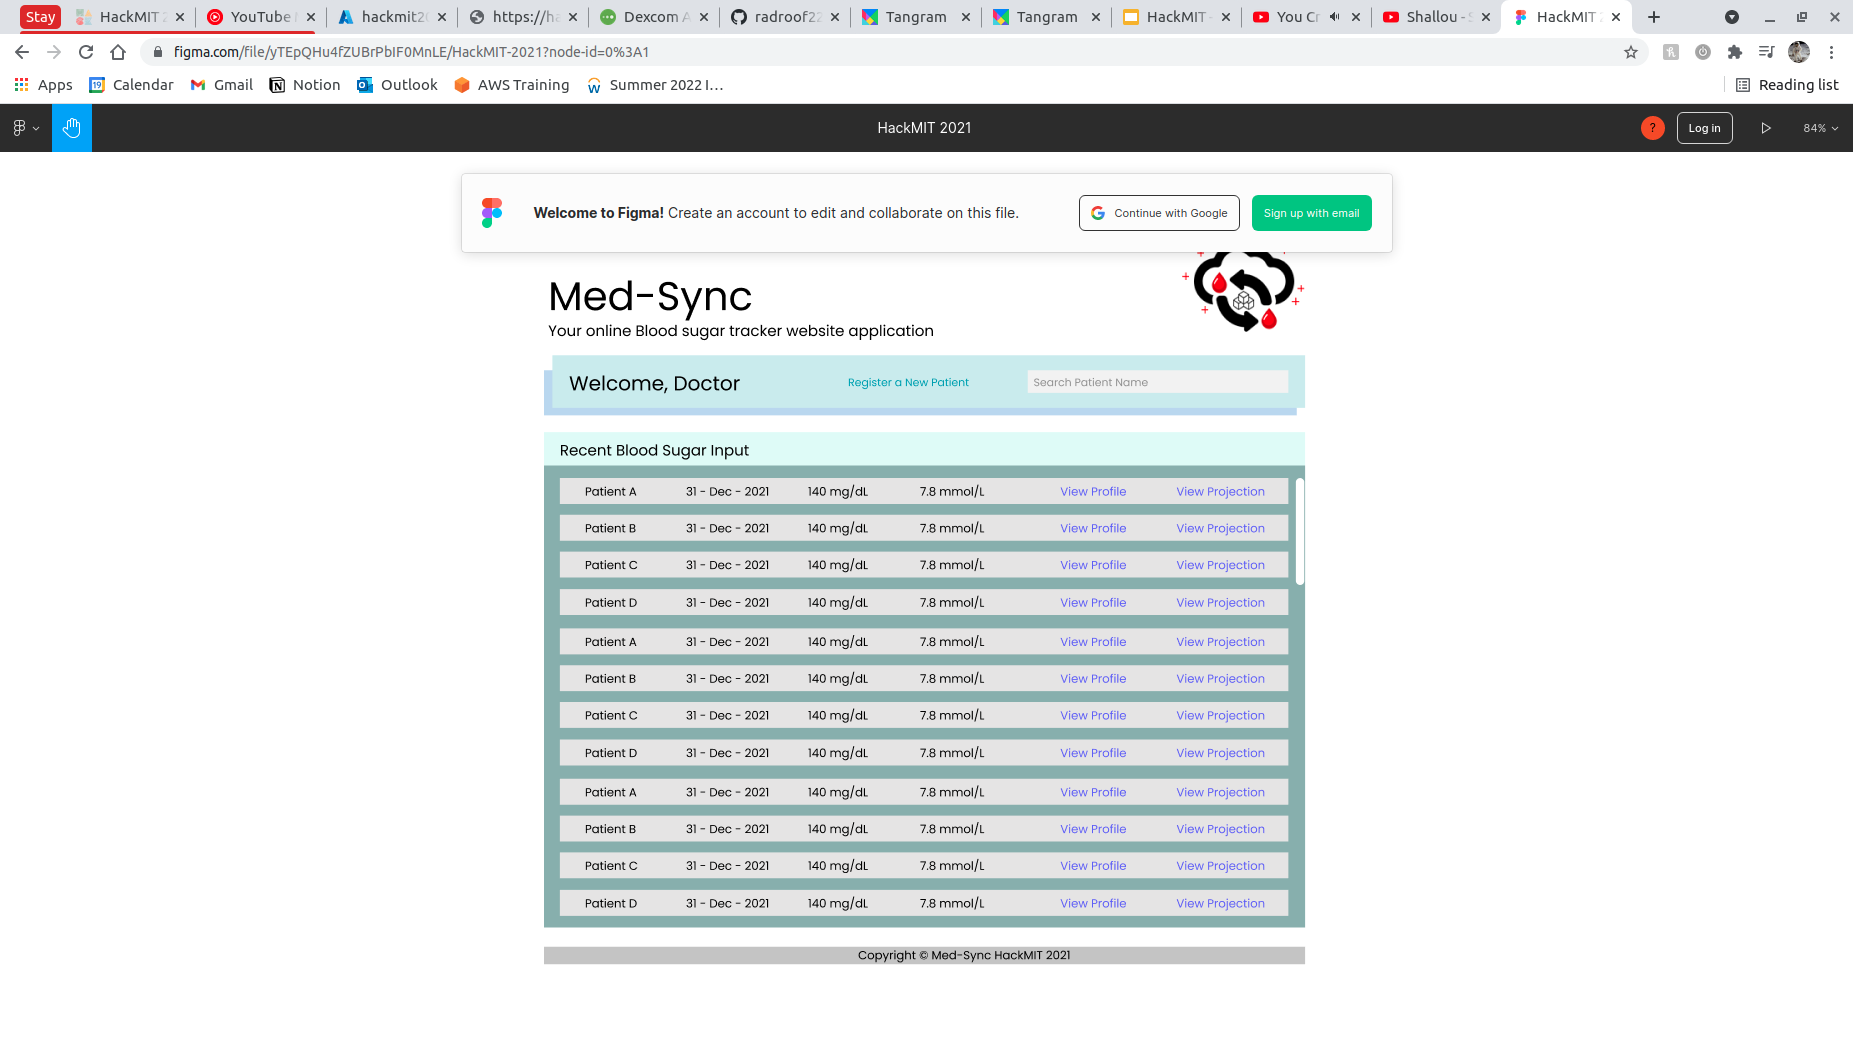 Stay HackMIT 2 YouTube M hackmit20 https://ha Dexcom A radroof22 Tangram Tangram HackMIT - You Cr Shallou - S HackMIT 2
figma.com/file/yTEpQHu4fZUBrPbIF0MnLE/HackMIT-2021?node-id=0%3A1
Apps Calendar Gmail Notion Outlook AWS Training Summer 2022 I... Reading list
HackMIT 2021 ? Log in 84%
Welcome to Figma! Create an account to edit and collaborate on this file. Continue with Google Sign up with email
Med-Sync
Your online Blood sugar tracker website application
Welcome, Doctor Register a New Patient Search Patient Name
Recent Blood Sugar Input
Patient A 31 - Dec - 2021 140 mg/dL 7.8 mmol/L View Profile View Projection
Patient B 31 - Dec - 2021 140 mg/dL 7.8 mmol/L View Profile View Projection
Patient C 31 - Dec - 2021 140 mg/dL 7.8 mmol/L View Profile View Projection
Patient D 31 - Dec - 2021 140 mg/dL 7.8 mmol/L View Profile View Projection
Patient A 31 - Dec - 2021 140 mg/dL 7.8 mmol/L View Profile View Projection
Patient B 31 - Dec - 2021 140 mg/dL 7.8 mmol/L View Profile View Projection
Patient C 31 - Dec - 2021 140 mg/dL 7.8 mmol/L View Profile View Projection
Patient D 31 - Dec - 2021 140 mg/dL 7.8 mmol/L View Profile View Projection
Patient A 31 - Dec - 2021 140 mg/dL 7.8 mmol/L View Profile View Projection
Patient B 31 - Dec - 2021 140 mg/dL 7.8 mmol/L View Profile View Projection
Patient C 31 - Dec - 2021 140 mg/dL 7.8 mmol/L View Profile View Projection
Patient D 31 - Dec - 2021 140 mg/dL 7.8 mmol/L View Profile View Projection
Copyright © Med-Sync HackMIT 2021